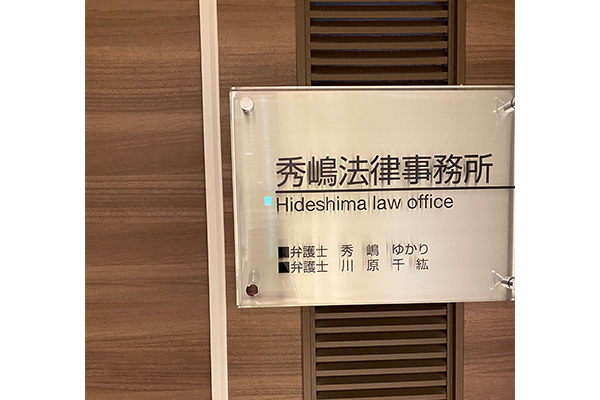 秀嶋法律事務所
Hideshima law office
■弁護士 秀 嶋 ゆかり
■弁護士 川 原 千 紘